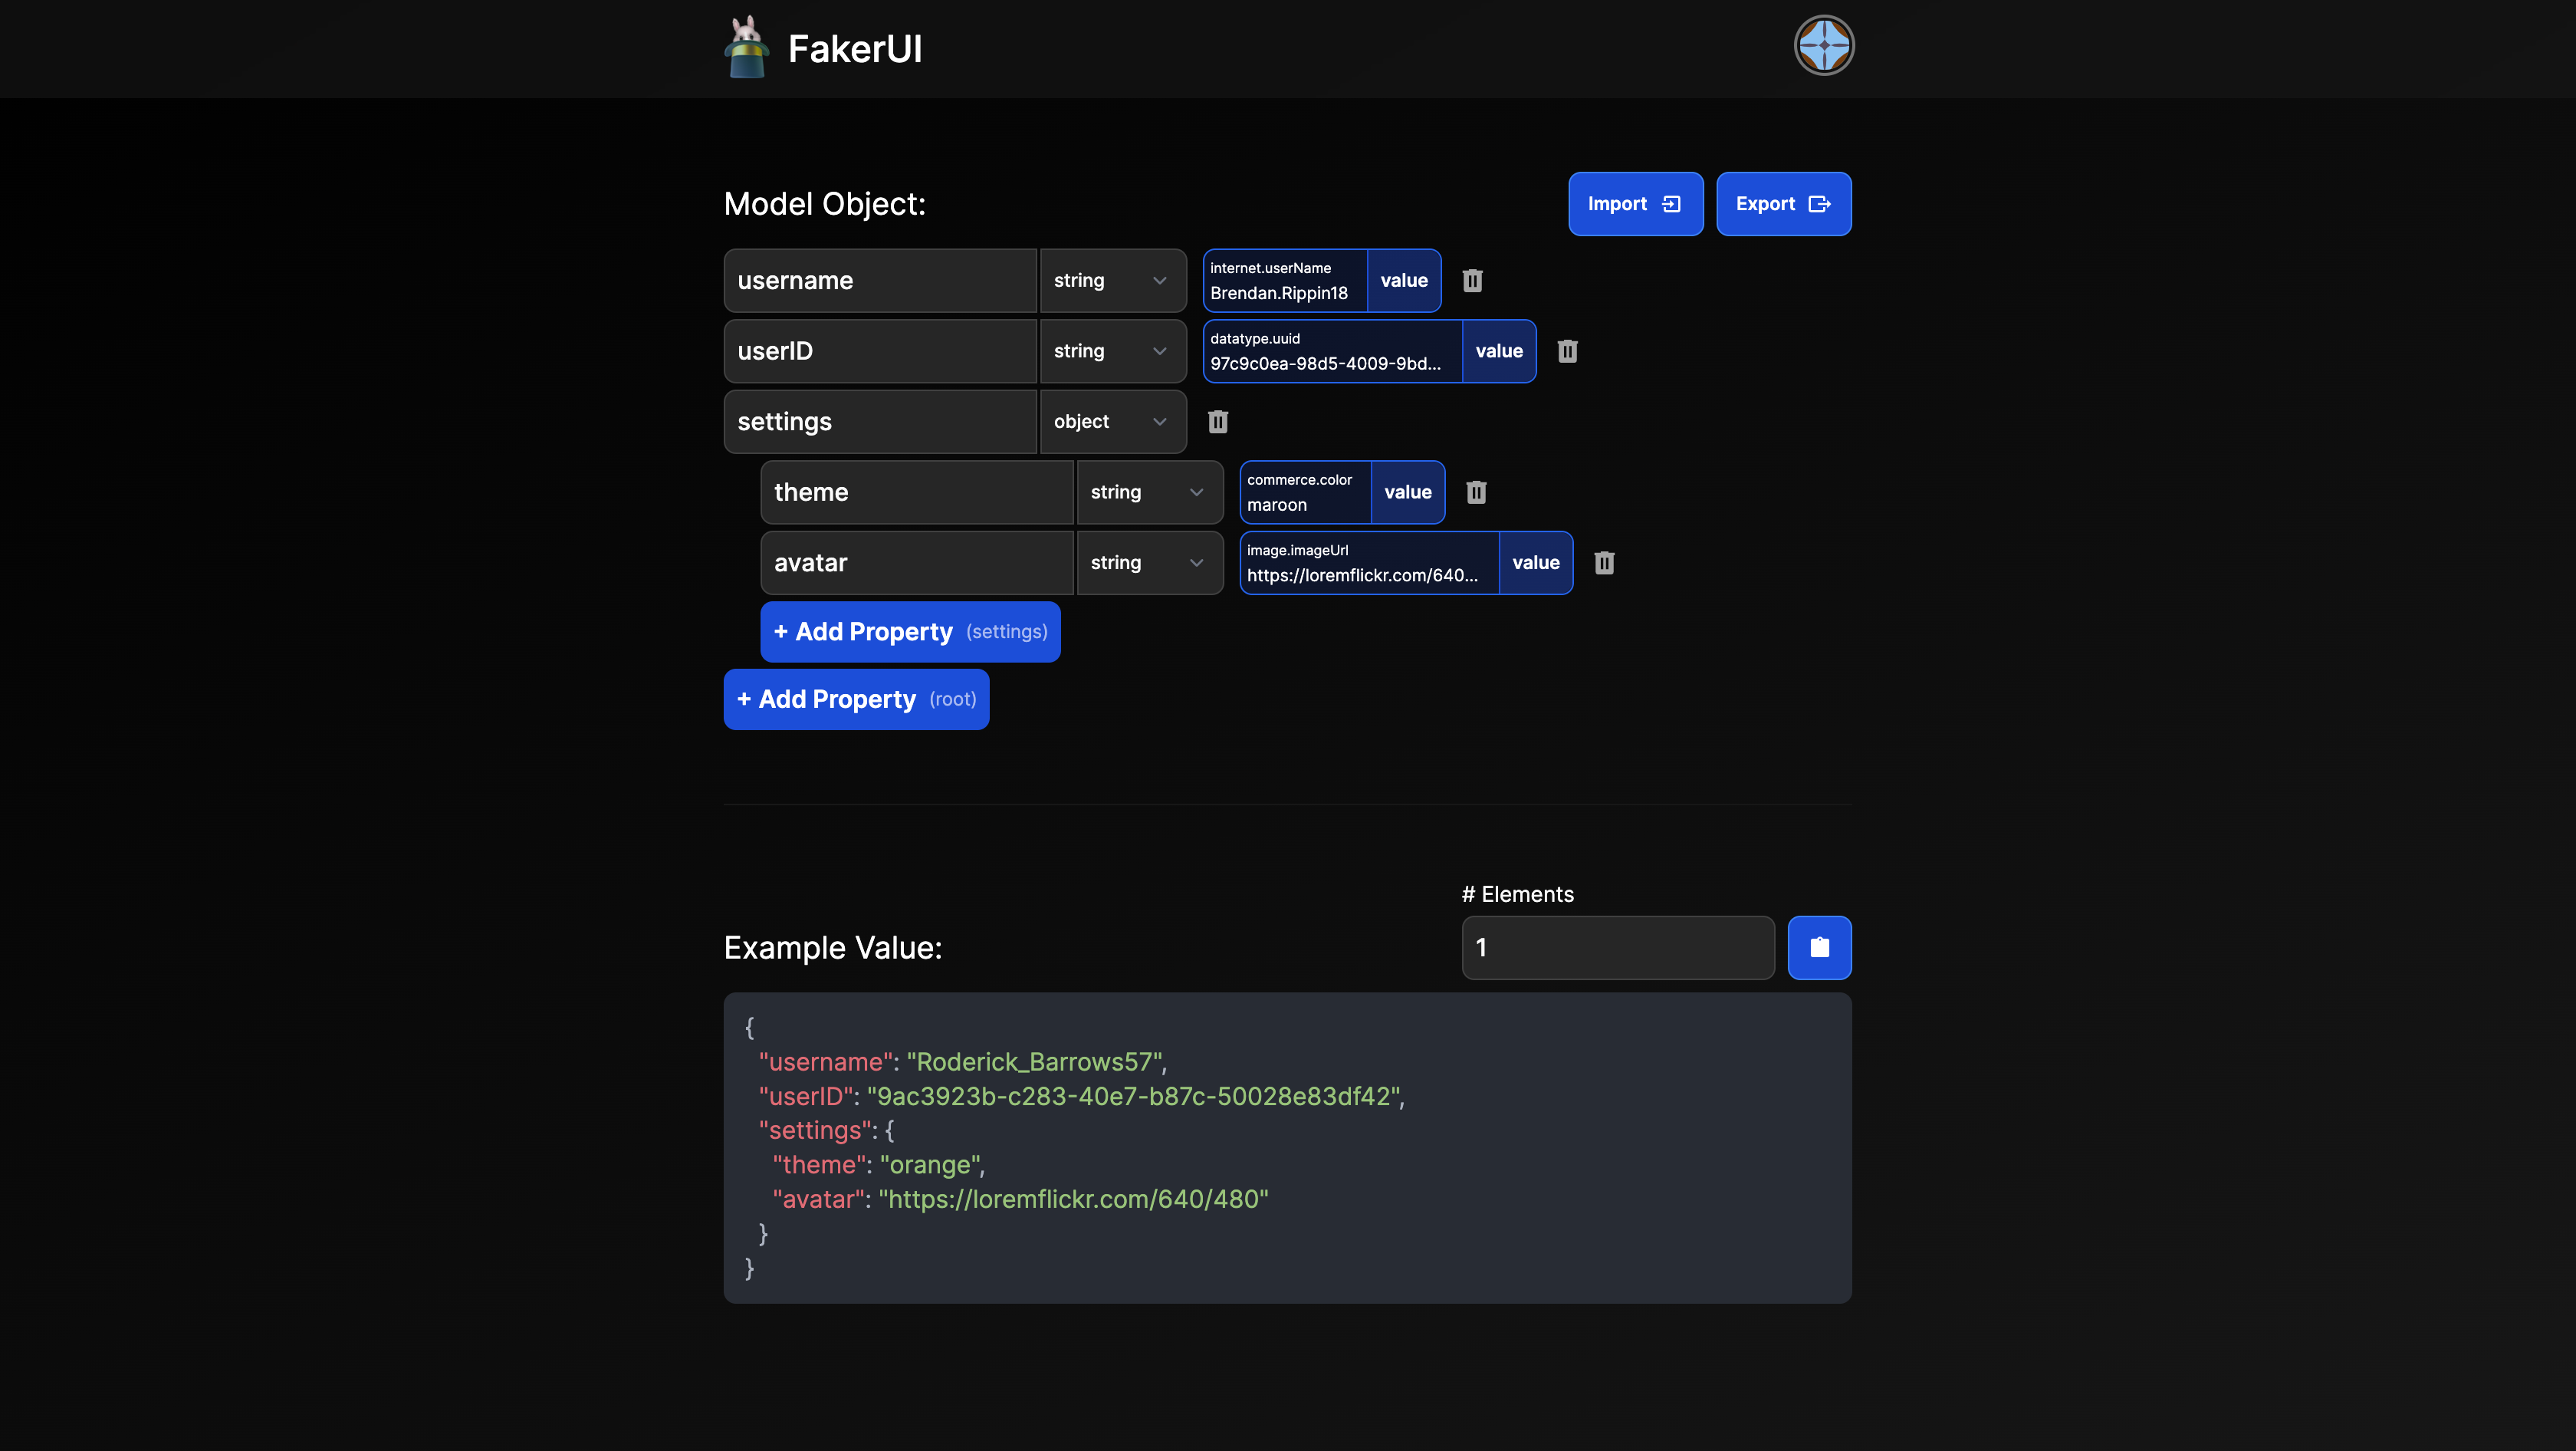 FakerUI
Model Object:
Import
Export
username
string
internet.userName
Brendan.Rippin18
value
userID
string
datatype.uuid
97c9c0ea-98d5-4009-9bd...
value
settings
object
theme
string
commerce.color
maroon
value
avatar
string
image.imageUrl
https://loremflickr.com/640...
value
+ Add Property (settings)
+ Add Property (root)
# Elements
Example Value:
1
{
"username": "Roderick_Barrows57",
"userID": "9ac3923b-c283-40e7-b87c-50028e83df42",
"settings": {
"theme": "orange",
"avatar": "https://loremflickr.com/640/480"
}
}